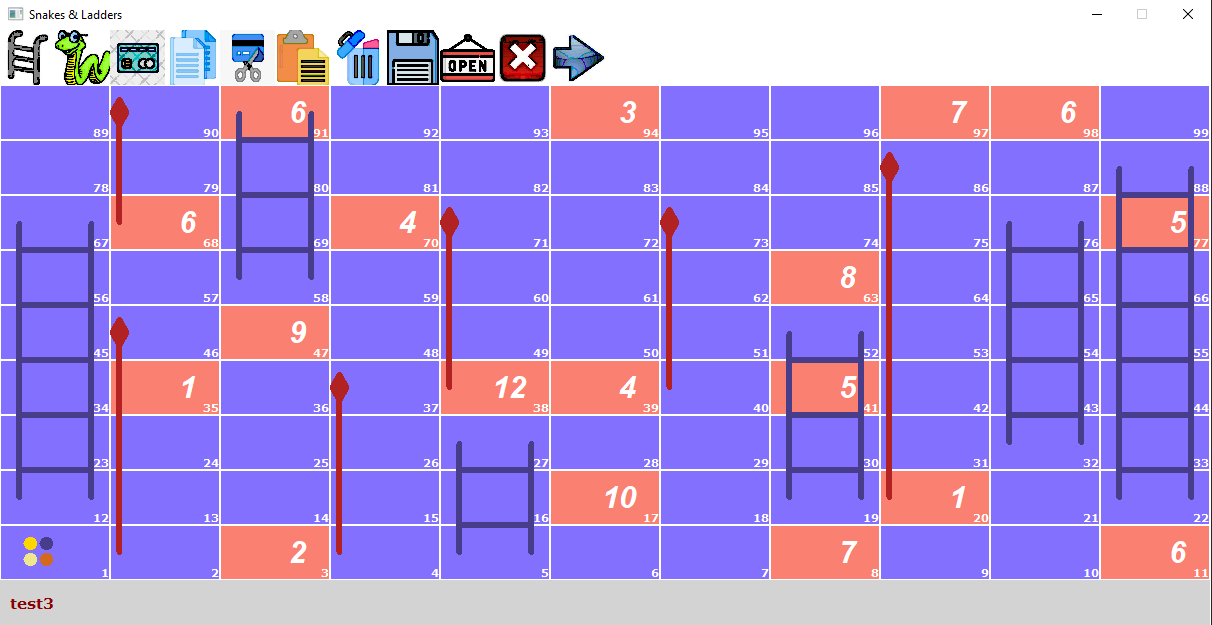 Snakes & Ladders
OPEN
6 3 7 6
89 90 91 92 93 94 95 96 97 98 99
78 79 80 81 82 83 84 85 86 87 88
6 4 5
67 68 69 70 71 72 73 74 75 76 77
8
56 57 58 59 60 61 62 63 64 65 66
9
45 46 47 48 49 50 51 52 53 54 55
1 12 4 5
34 35 36 37 38 39 40 41 42 43 44
23 24 25 26 27 28 29 30 31 32 33
10 1
12 13 14 15 16 17 18 19 20 21 22
2 7 6
1 2 3 4 5 6 7 8 9 10 11
test3